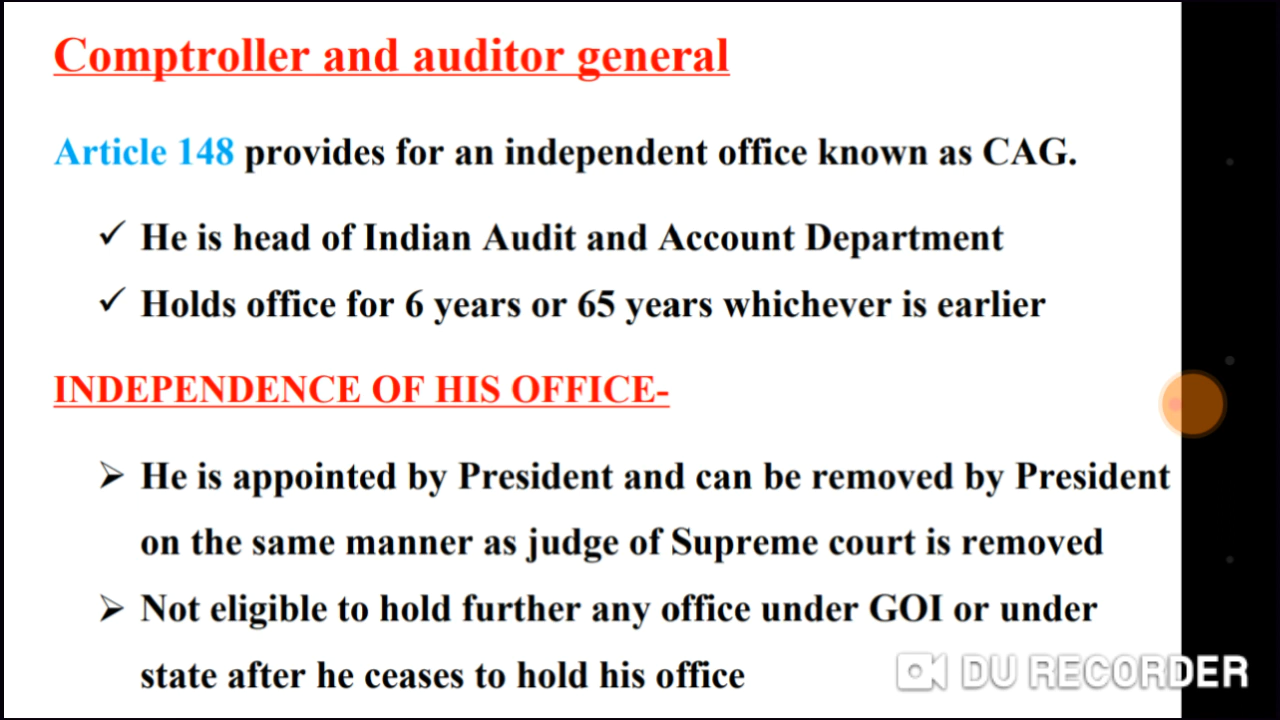 Comptroller and auditor general
Article 148 provides for an independent office known as CAG.
✓ He is head of Indian Audit and Account Department
✓ Holds office for 6 years or 65 years whichever is earlier
INDEPENDENCE OF HIS OFFICE-
➢ He is appointed by President and can be removed by President
on the same manner as judge of Supreme court is removed
➢ Not eligible to hold further any office under GOI or under
state after he ceases to hold his office
DU RECORDER